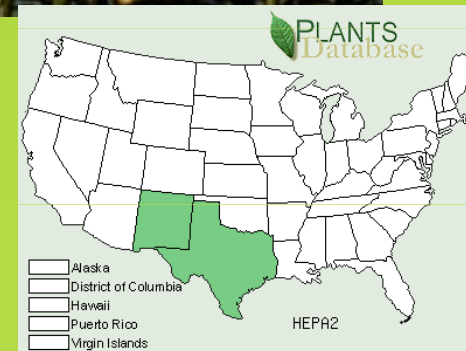 PLANTS
Database
Alaska
District of Columbia
Hawaii
Puerto Rico
Virgin Islands
HEPA2